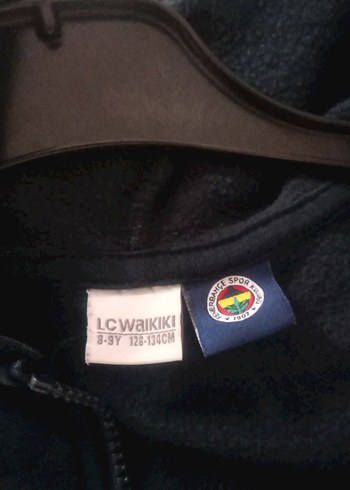 LC WAIKIKI
8-9Y 128-134CM
FENERBAHÇE SPOR KULÜBÜ
1907